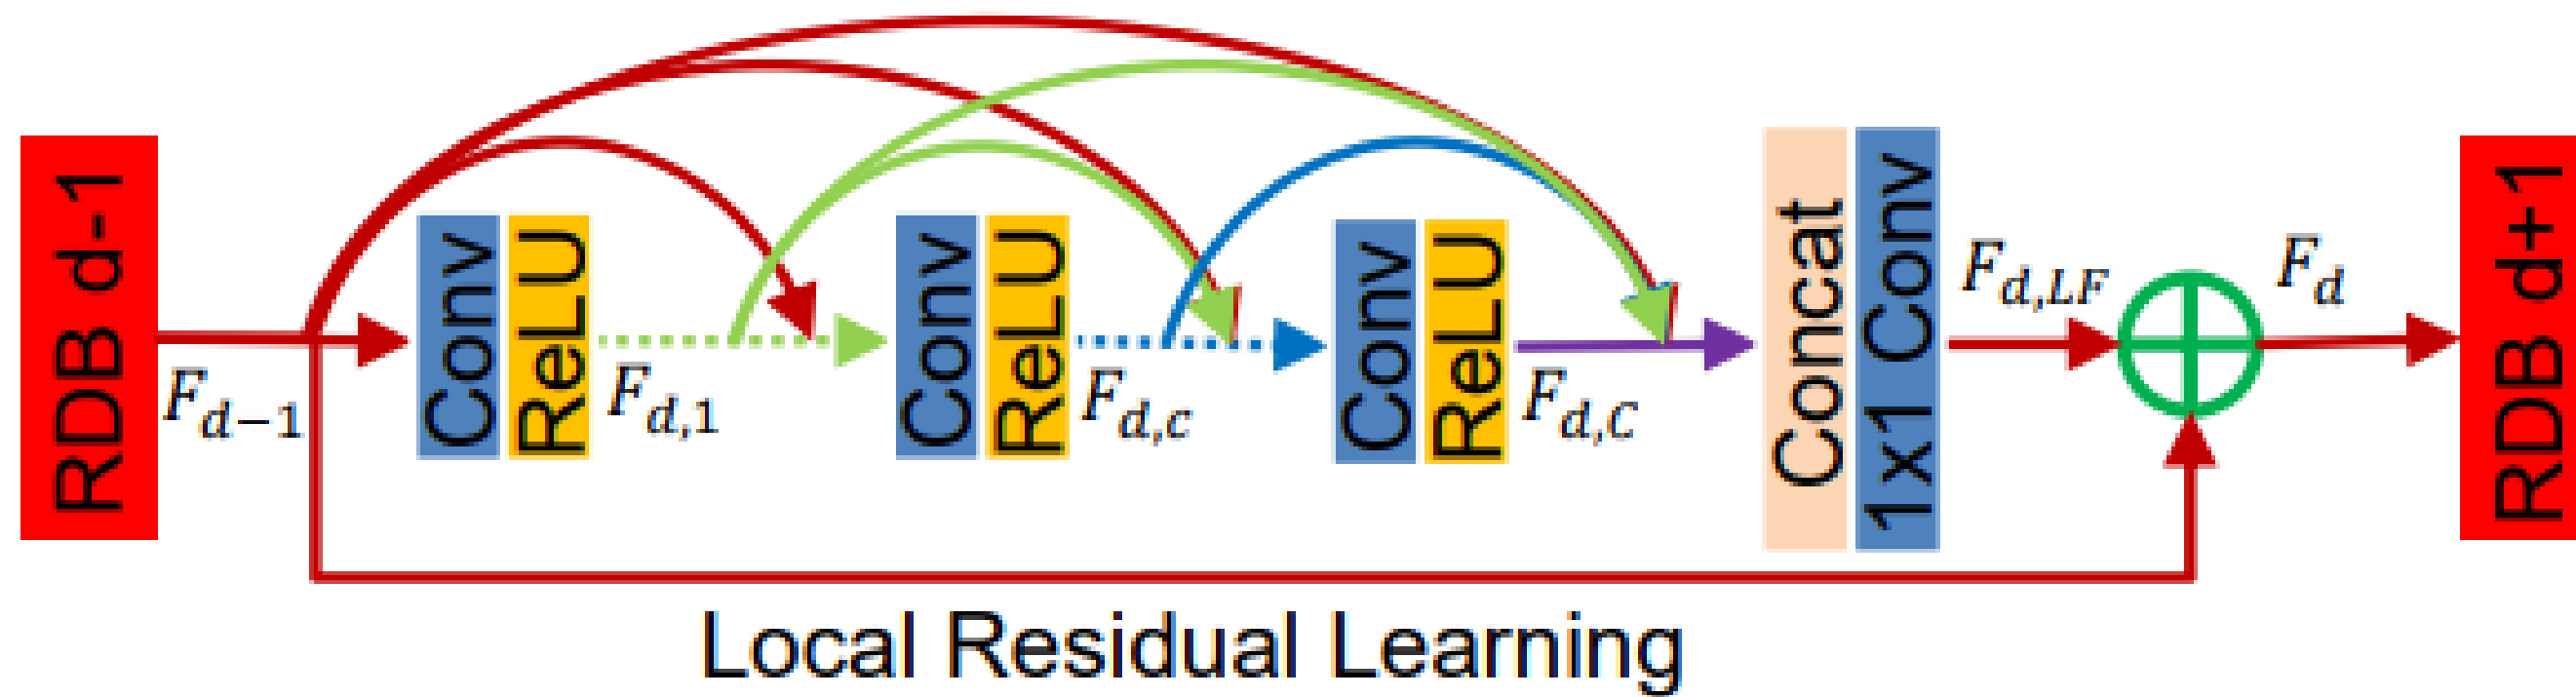 RDB d-1
F_{d-1}
Conv
ReLU
F_{d,1}
Conv
ReLU
F_{d,c}
Conv
ReLU
F_{d,C}
Concat
1x1 Conv
F_{d,LF}
F_d
RDB d+1
Local Residual Learning